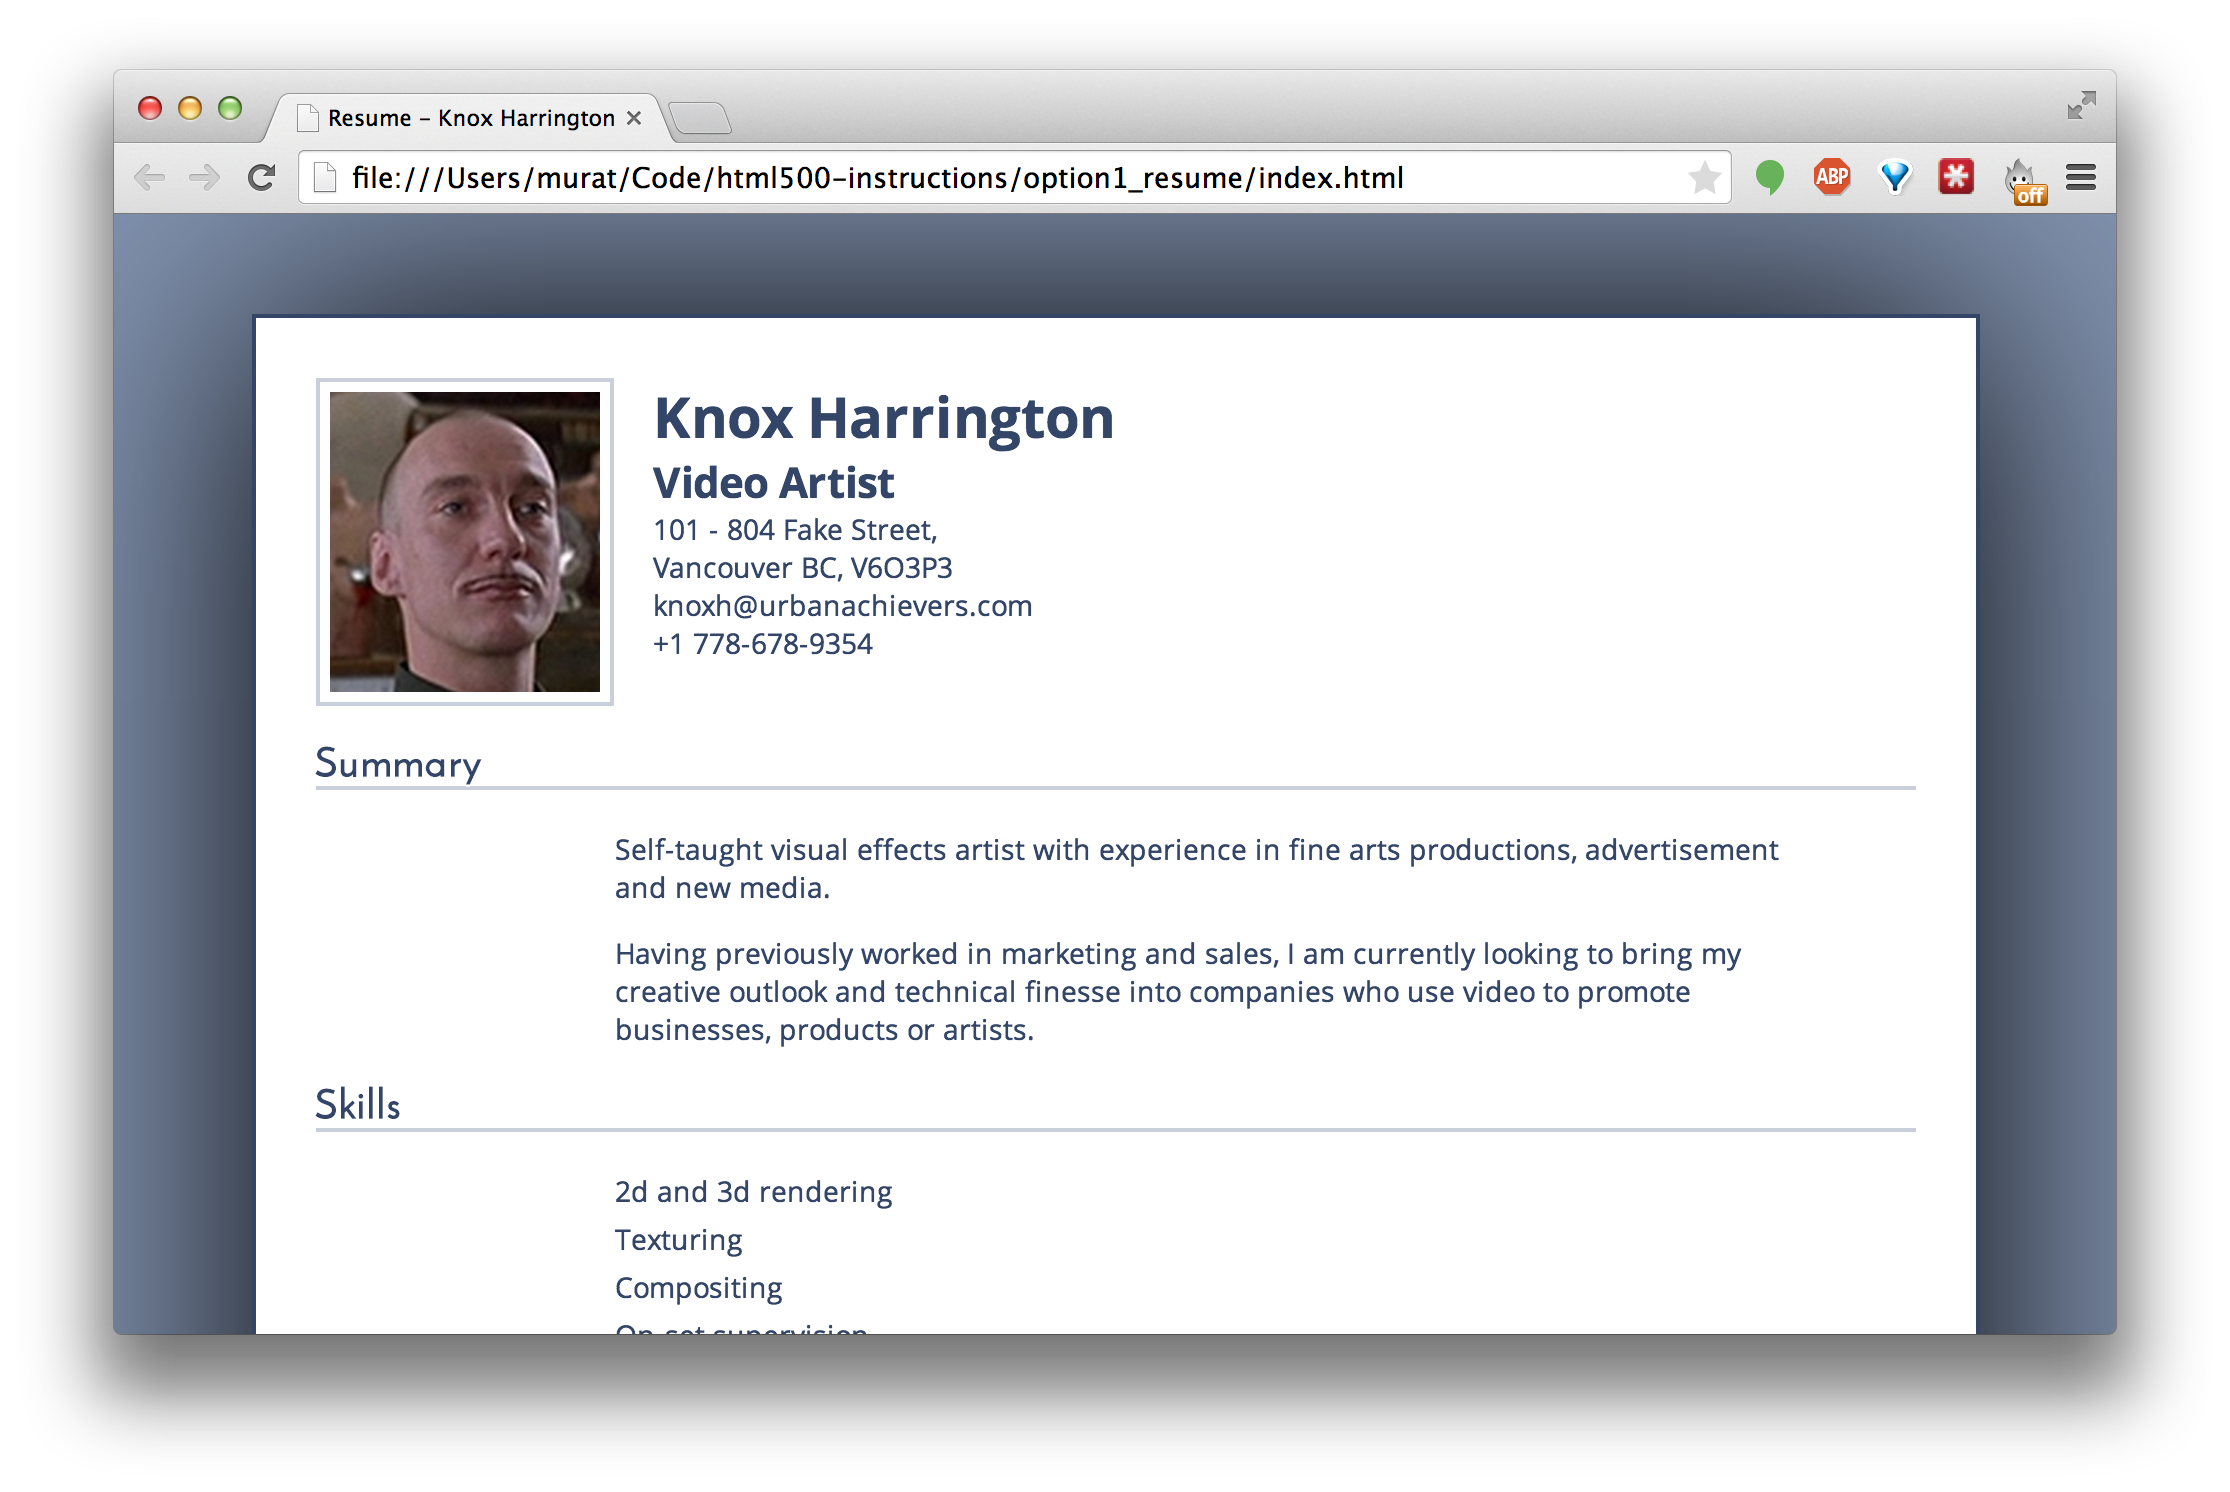 Resume – Knox Harrington
file:///Users/murat/Code/html500-instructions/option1_resume/index.html
ABP
off
Knox Harrington
Video Artist
101 - 804 Fake Street,
Vancouver BC, V6O3P3
knoxh@urbanachievers.com
+1 778-678-9354
Summary
Self-taught visual effects artist with experience in fine arts productions, advertisement
and new media.
Having previously worked in marketing and sales, I am currently looking to bring my
creative outlook and technical finesse into companies who use video to promote
businesses, products or artists.
Skills
2d and 3d rendering
Texturing
Compositing
On-set supervision